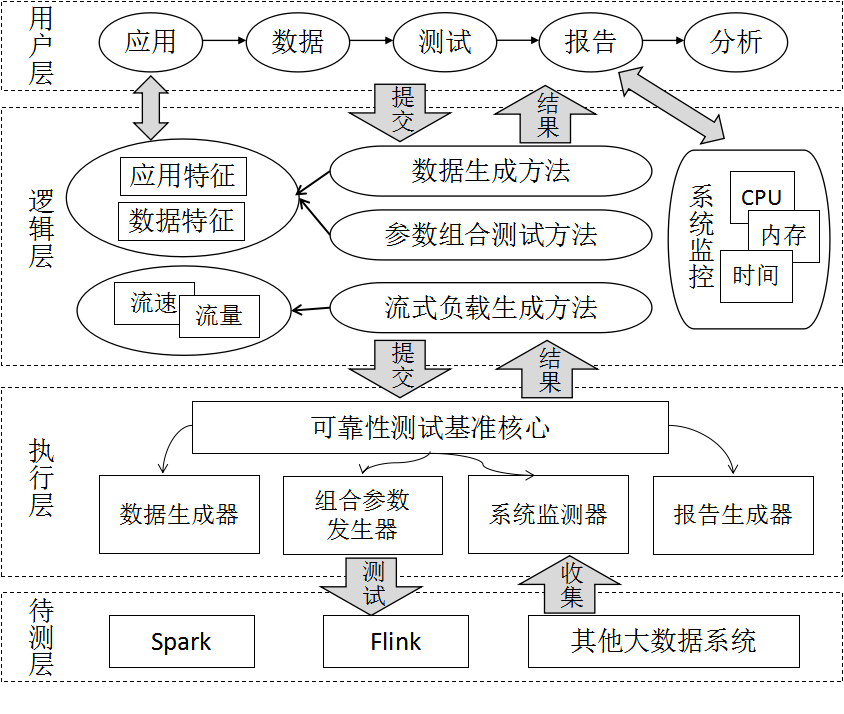 用户层
应用
数据
测试
报告
分析
提交
结果
逻辑层
应用特征
数据特征
数据生成方法
参数组合测试方法
系统监控
CPU
内存
时间
流速
流量
流式负载生成方法
提交
结果
执行层
可靠性测试基准核心
数据生成器
组合参数
发生器
系统监测器
报告生成器
测试
收集
待测层
Spark
Flink
其他大数据系统